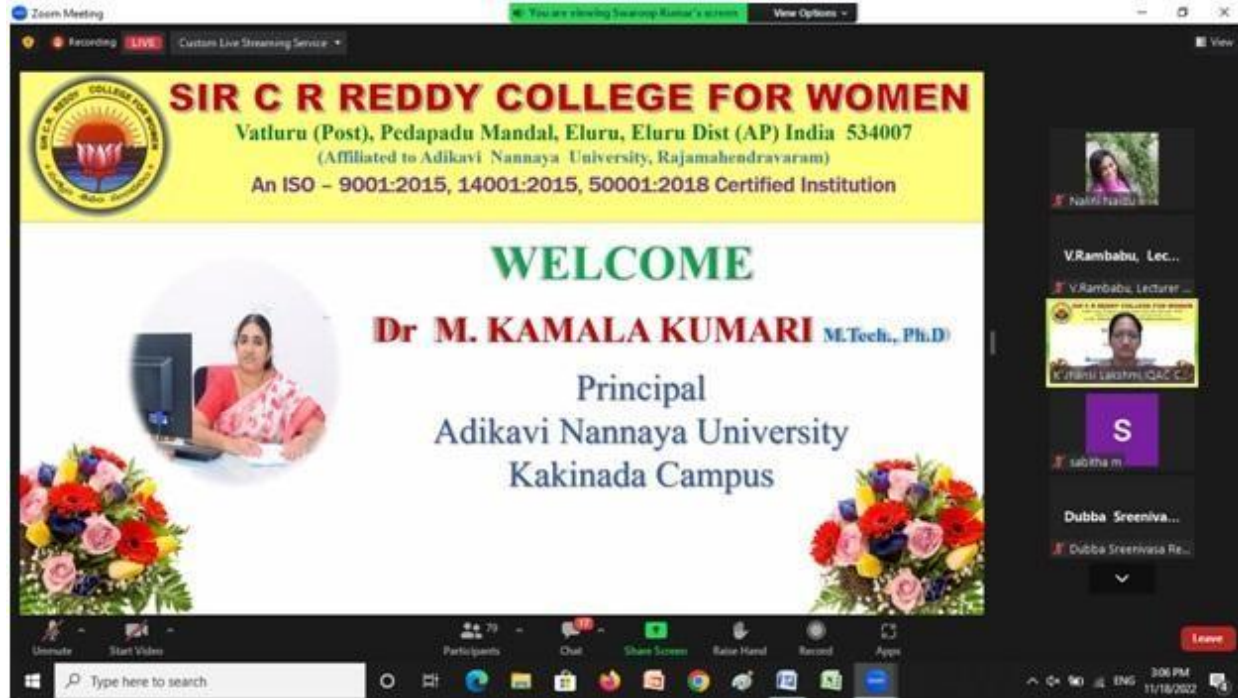 Zoom Meeting
You are viewing Swaroop Kumar's screen
View Options
Recording
LIVE
Custom Live Streaming Service
View
SIR C R REDDY COLLEGE FOR WOMEN
Vatluru (Post), Pedapadu Mandal, Eluru, Eluru Dist (AP) India 534007
(Affiliated to Adikavi Nannaya University, Rajamahendravaram)
An ISO – 9001:2015, 14001:2015, 50001:2018 Certified Institution
WELCOME
Dr M. KAMALA KUMARI M.Tech., Ph.D
Principal
Adikavi Nannaya University
Kakinada Campus
Nalini Naidu
V.Rambabu, Lec...
V.Rambabu, Lecturer ...
K Jhansi Lakshmi,IQAC C...
S
sabitha m
Dubba Sreeniva...
Dubba Sreenivasa Re...
Unmute
Start Video
79
Participants
17
Chat
Share Screen
Raise Hand
Record
Apps
Leave
Type here to search
ENG
3:06 PM
11/18/2022